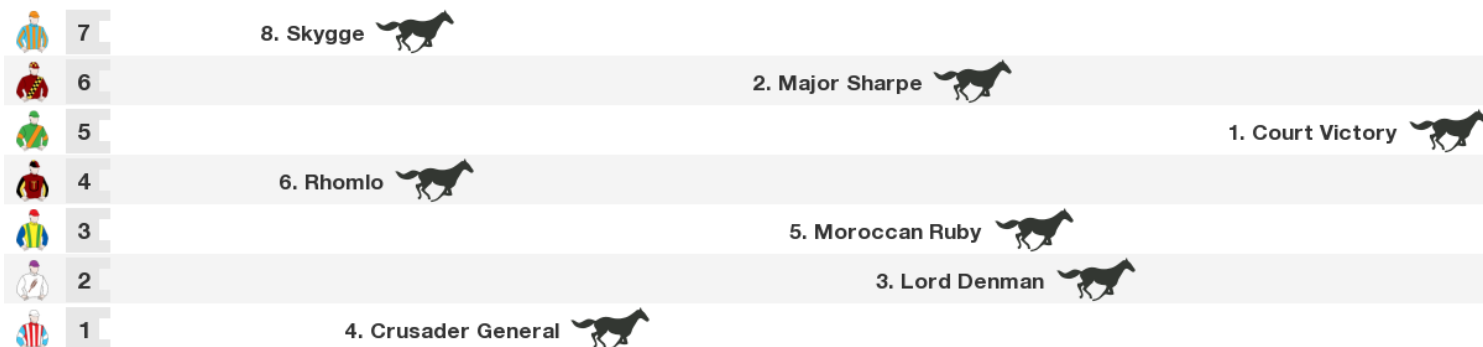 7 8. Skygge
6 2. Major Sharpe
5 1. Court Victory
4 6. Rhomlo
3 5. Moroccan Ruby
2 3. Lord Denman
1 4. Crusader General